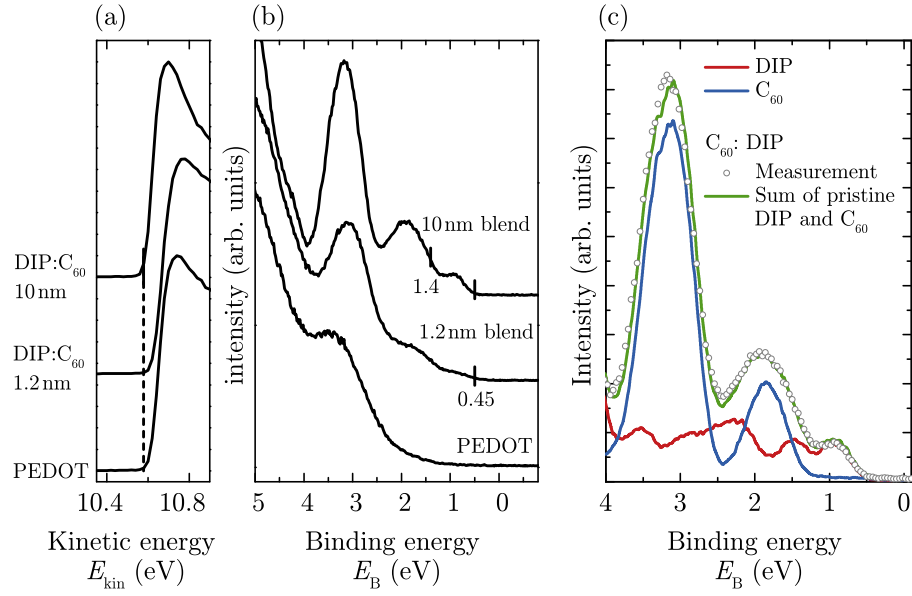 (a)
(b)
(c)
DIP:C₆₀
10 nm
DIP:C₆₀
1.2 nm
PEDOT
10.4
10.8
Kinetic energy
E_kin (eV)
intensity (arb. units)
10 nm blend
1.4
1.2 nm blend
0.45
PEDOT
5
4
3
2
1
0
Binding energy
E_B (eV)
Intensity (arb. units)
DIP
C₆₀
C₆₀: DIP
Measurement
Sum of pristine
DIP and C₆₀
4
3
2
1
0
Binding energy
E_B (eV)